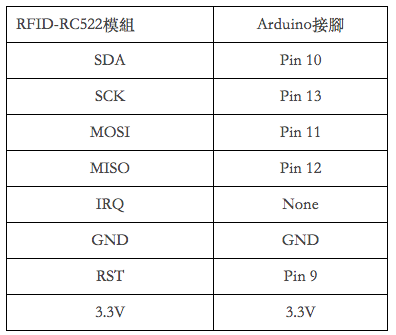 RFID-RC522模組 Arduino接腳
SDA Pin 10
SCK Pin 13
MOSI Pin 11
MISO Pin 12
IRQ None
GND GND
RST Pin 9
3.3V 3.3V